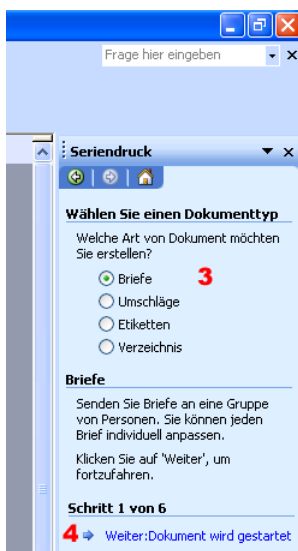 Frage hier eingeben
Seriendruck
Wählen Sie einen Dokumenttyp
Welche Art von Dokument möchten
Sie erstellen?
Briefe 3
Umschläge
Etiketten
Verzeichnis
Briefe
Senden Sie Briefe an eine Gruppe
von Personen. Sie können jeden
Brief individuell anpassen.
Klicken Sie auf 'Weiter', um
fortzufahren.
Schritt 1 von 6
4 Weiter:Dokument wird gestartet